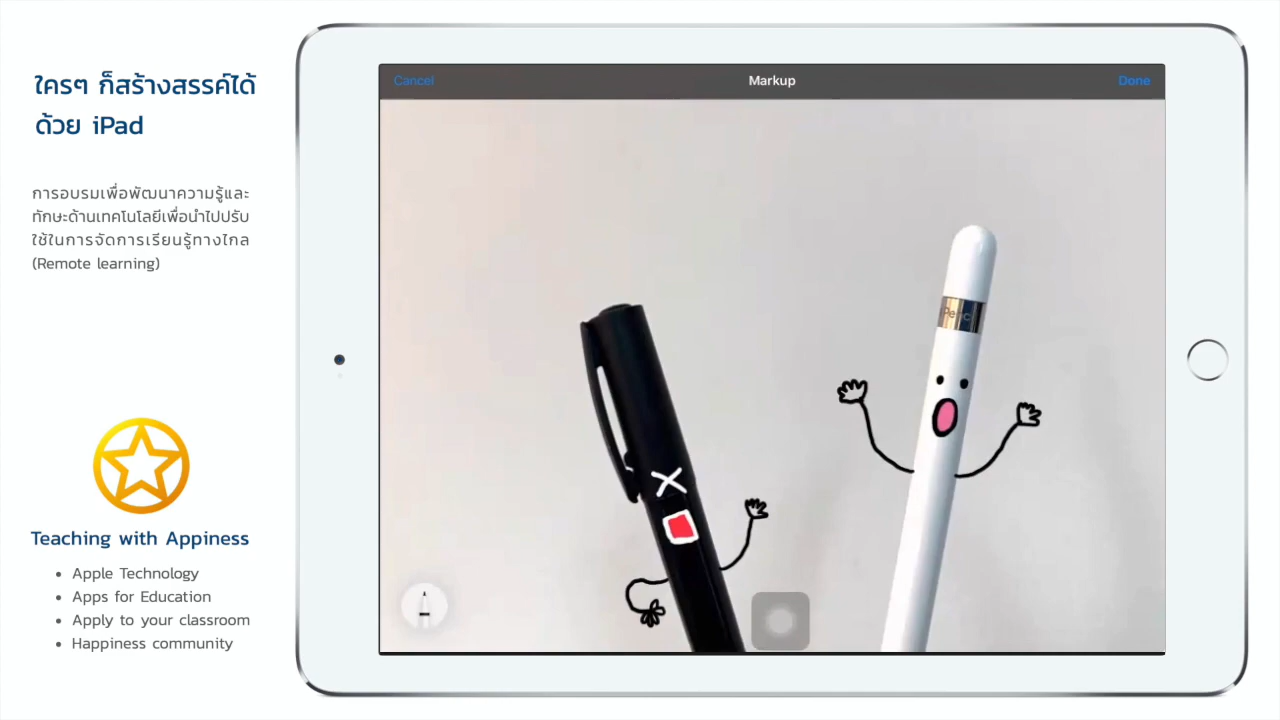 ใครๆ ก็สร้างสรรค์ได้
ด้วย iPad
การอบรมเพื่อพัฒนาความรู้และ
ทักษะด้านเทคโนโลยีเพื่อนำไปปรับ
ใช้ในการจัดการเรียนรู้ทางไกล
(Remote learning)
Teaching with Appiness
• Apple Technology
• Apps for Education
• Apply to your classroom
• Happiness community
Cancel
Markup
Done